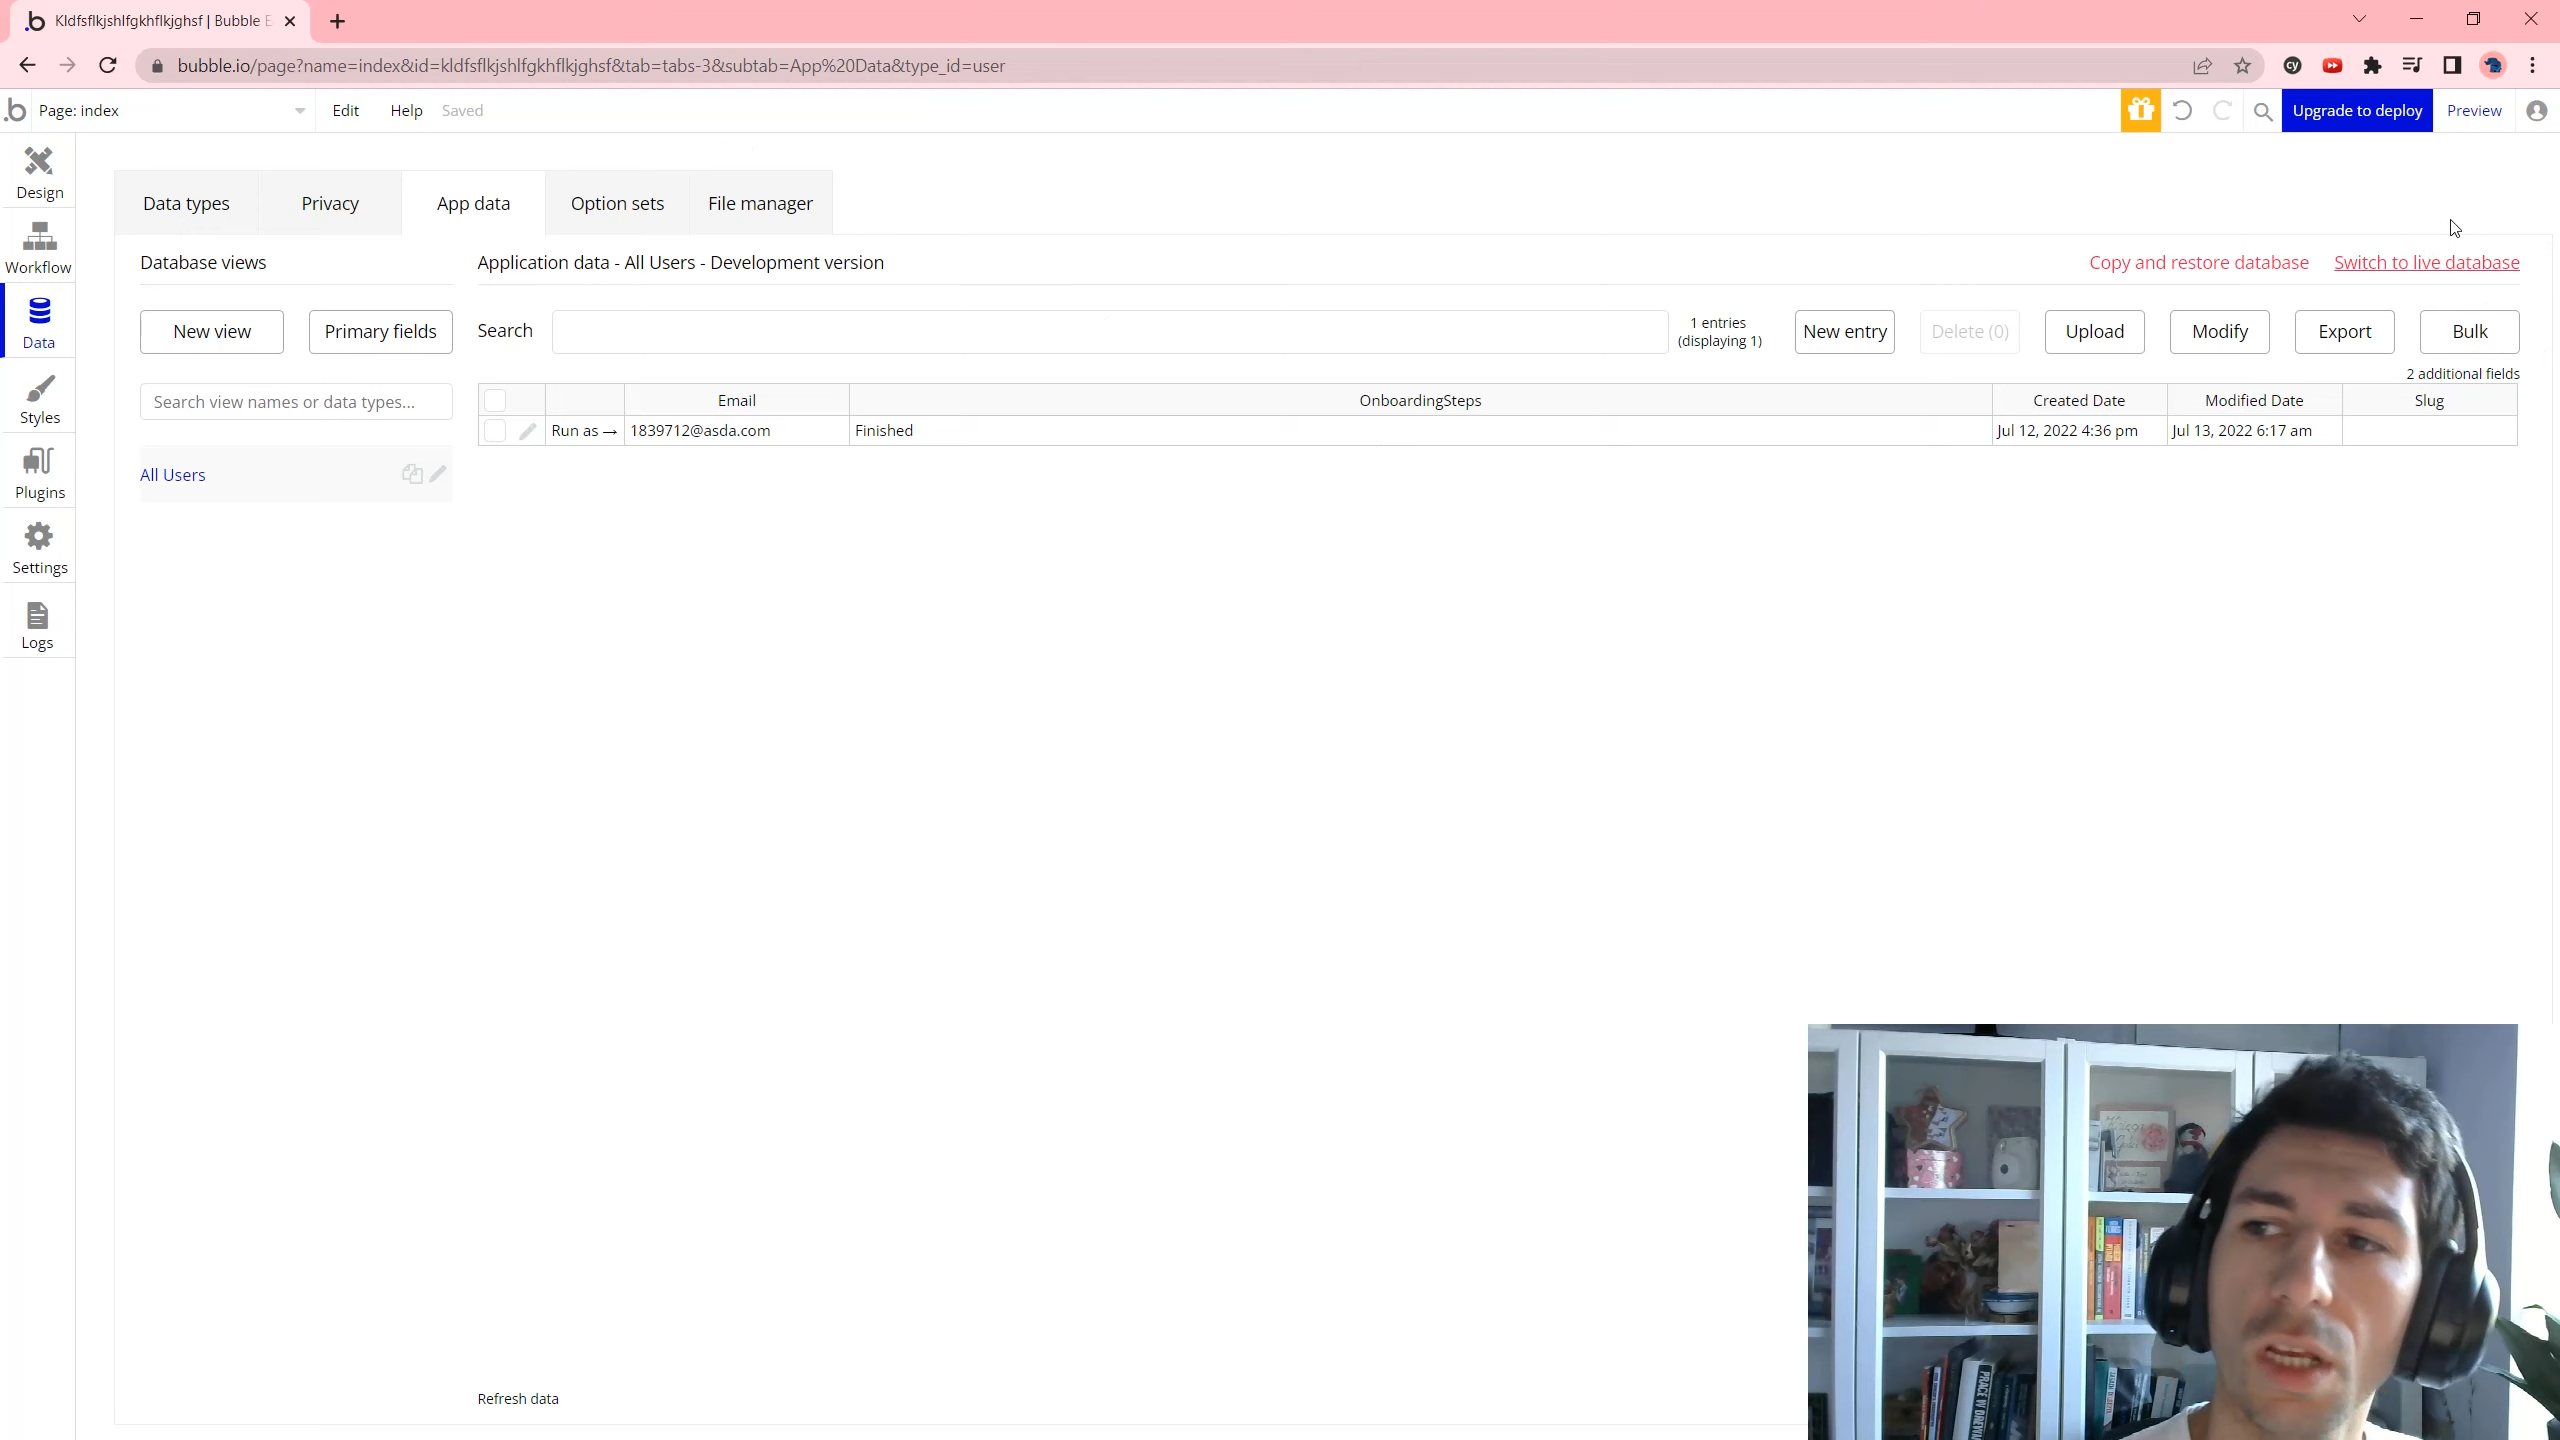 Kldfsflkjshlfgkhflkjghsf | Bubble E
bubble.io/page?name=index&id=kldfsflkjshlfgkhflkjghsf&tab=tabs-3&subtab=App%20Data&type_id=user
Page: index
Edit
Help
Saved
Upgrade to deploy
Preview
Design
Workflow
Data
Styles
Plugins
Settings
Logs
Data types
Privacy
App data
Option sets
File manager
Database views
Application data - All Users - Development version
Copy and restore database
Switch to live database
New view
Primary fields
Search
1 entries
(displaying 1)
New entry
Delete (0)
Upload
Modify
Export
Bulk
2 additional fields
Search view names or data types...
Email
OnboardingSteps
Created Date
Modified Date
Slug
Run as →
1839712@asda.com
Finished
Jul 12, 2022 4:36 pm
Jul 13, 2022 6:17 am
All Users
Refresh data